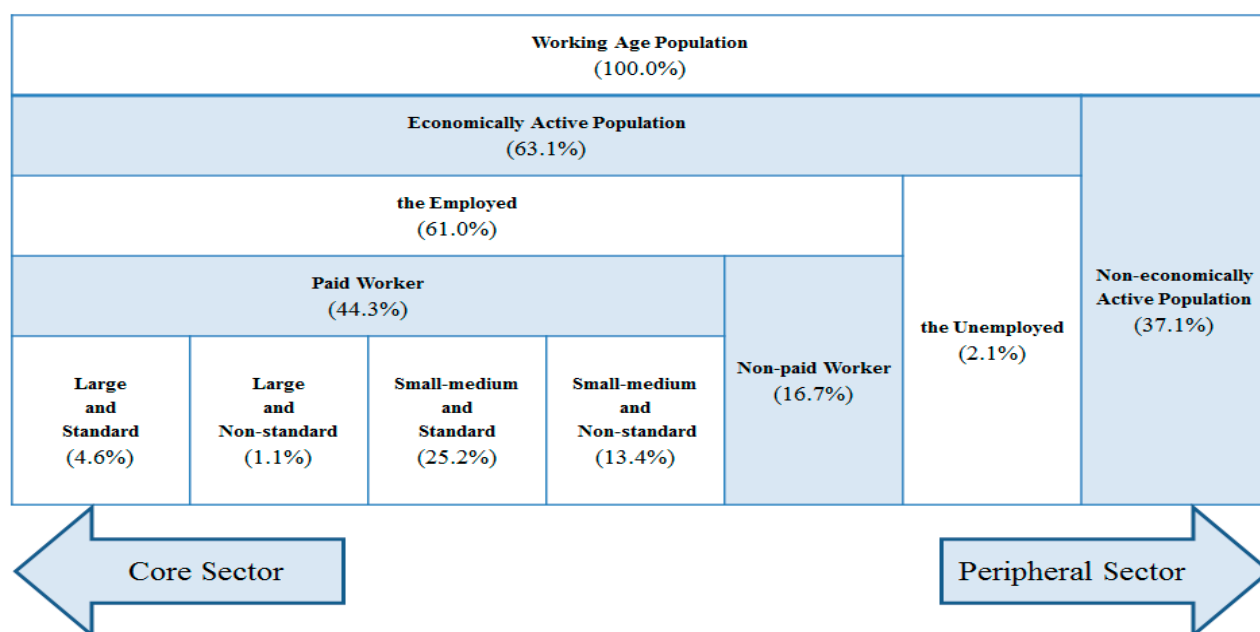 Working Age Population
(100.0%)
Economically Active Population
(63.1%)
the Employed
(61.0%)
Paid Worker
(44.3%)
Large
and
Standard
(4.6%)
Large
and
Non-standard
(1.1%)
Small-medium
and
Standard
(25.2%)
Small-medium
and
Non-standard
(13.4%)
Non-paid Worker
(16.7%)
the Unemployed
(2.1%)
Non-economically
Active Population
(37.1%)
Core Sector
Peripheral Sector